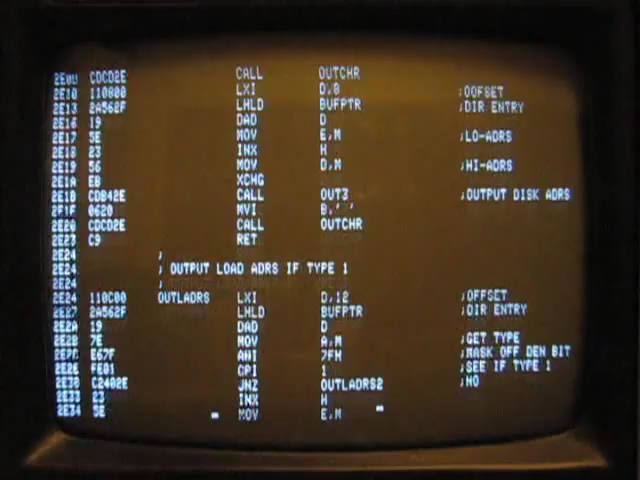 2E0D CDCD2E CALL OUTCHR
2E10 110800 LXI D,8 ;OOFSET
2E13 2A562F LHLD BUFPTR ;DIR ENTRY
2E16 19 DAD D
2E17 5E MOV E,M ;LO-ADRS
2E18 23 INX H
2E19 56 MOV D,M ;HI-ADRS
2E1A EB XCHG
2E1B CDB42E CALL OUT3 ;OUTPUT DISK ADRS
2E1E 0620 MVI B,' '
2E20 CDCD2E CALL OUTCHR
2E23 C9 RET
2E24 ;
2E24 ; OUTPUT LOAD ADRS IF TYPE 1
2E24 ;
2E24 110C00 OUTLADRS LXI D,12 ;OFFSET
2E27 2A562F LHLD BUFPTR ;DIR ENTRY
2E2A 19 DAD D
2E2B 7E MOV A,M ;GET TYPE
2E2C E67F ANI 7FH ;MASK OFF DEN BIT
2E2E FE01 CPI 1 ;SEE IF TYPE 1
2E30 C2402E JNZ OUTLADRS2 ;NO
2E33 23 INX H
2E34 5E MOV E,M